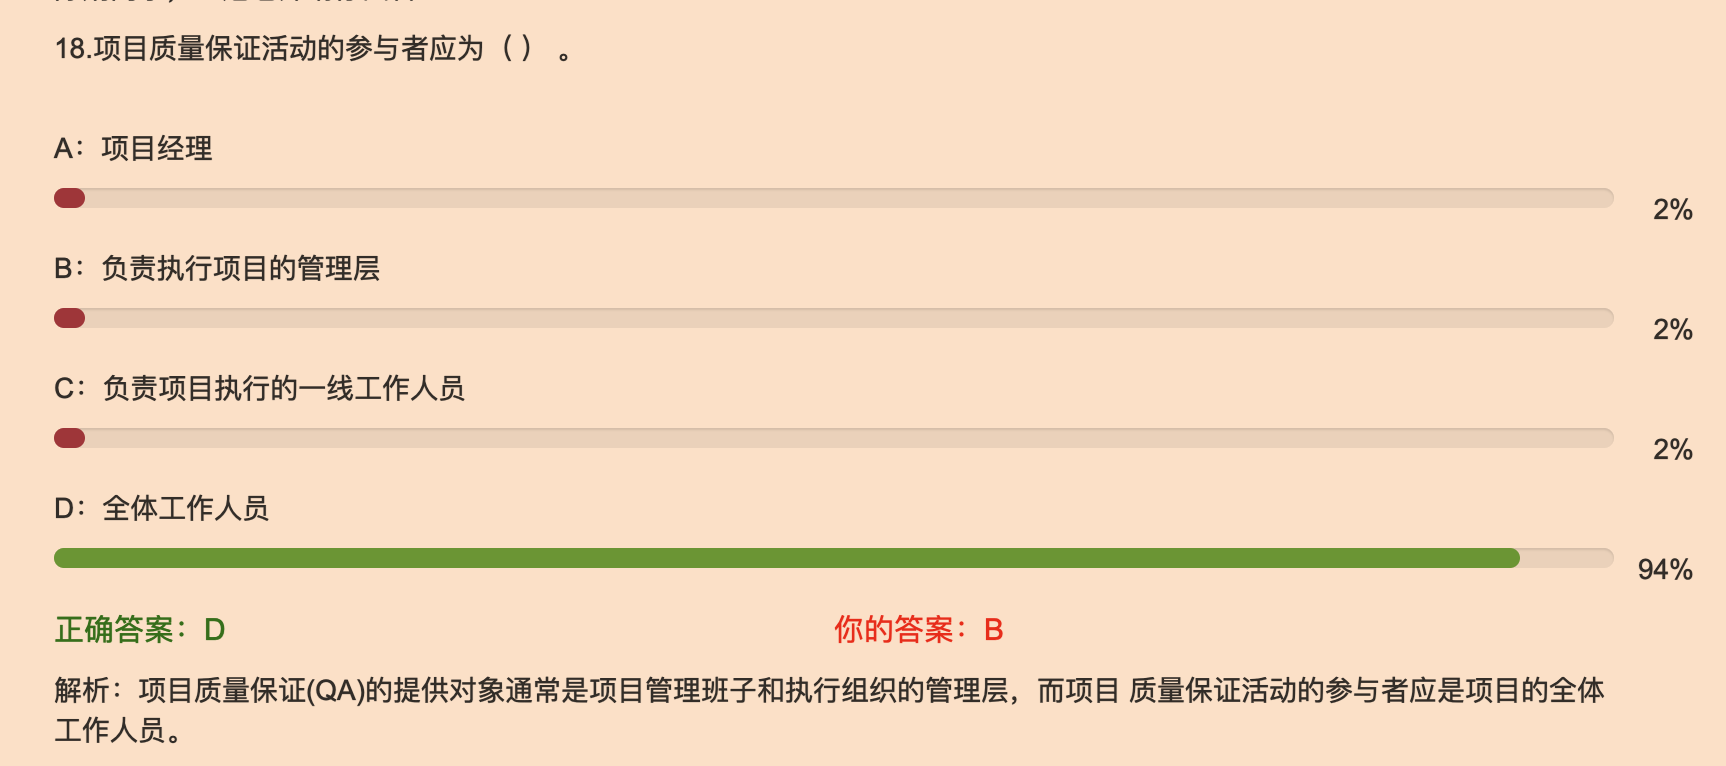 18.项目质量保证活动的参与者应为（）。
A：项目经理
2%
B：负责执行项目的管理层
2%
C：负责项目执行的一线工作人员
2%
D：全体工作人员
94%
正确答案：D 你的答案：B
解析：项目质量保证(QA)的提供对象通常是项目管理班子和执行组织的管理层，而项目 质量保证活动的参与者应是项目的全体
工作人员。